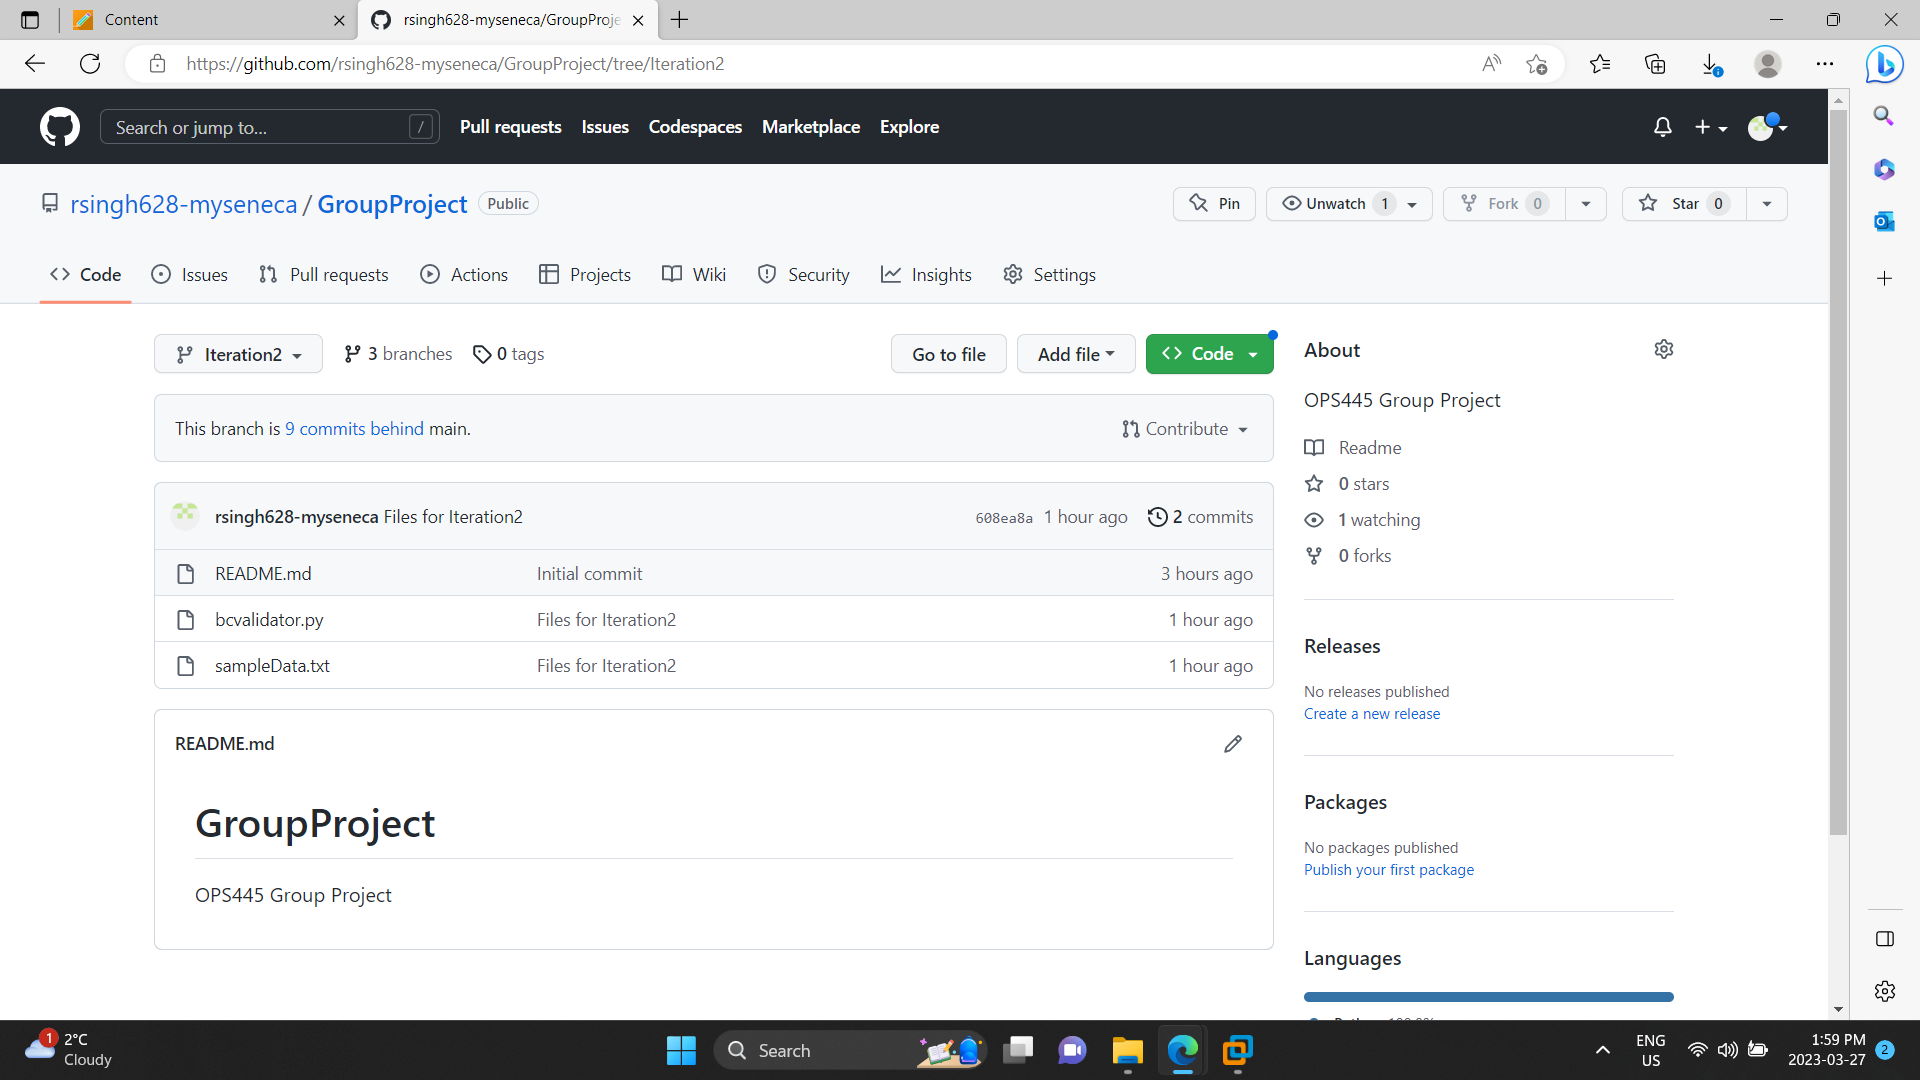 Content
rsingh628-myseneca/GroupProje
https://github.com/rsingh628-myseneca/GroupProject/tree/Iteration2
Search or jump to...
/
Pull requests
Issues
Codespaces
Marketplace
Explore
rsingh628-myseneca / GroupProject
Public
Pin
Unwatch 1
Fork 0
Star 0
Code
Issues
Pull requests
Actions
Projects
Wiki
Security
Insights
Settings
Iteration2
3 branches
0 tags
Go to file
Add file
Code
This branch is 9 commits behind main.
Contribute
rsingh628-myseneca Files for Iteration2
608ea8a 1 hour ago
2 commits
README.md
Initial commit
3 hours ago
bcvalidator.py
Files for Iteration2
1 hour ago
sampleData.txt
Files for Iteration2
1 hour ago
README.md
GroupProject
OPS445 Group Project
About
OPS445 Group Project
Readme
0 stars
1 watching
0 forks
Releases
No releases published
Create a new release
Packages
No packages published
Publish your first package
Languages
1
2°C
Cloudy
Search
ENG
US
1:59 PM
2023-03-27
2